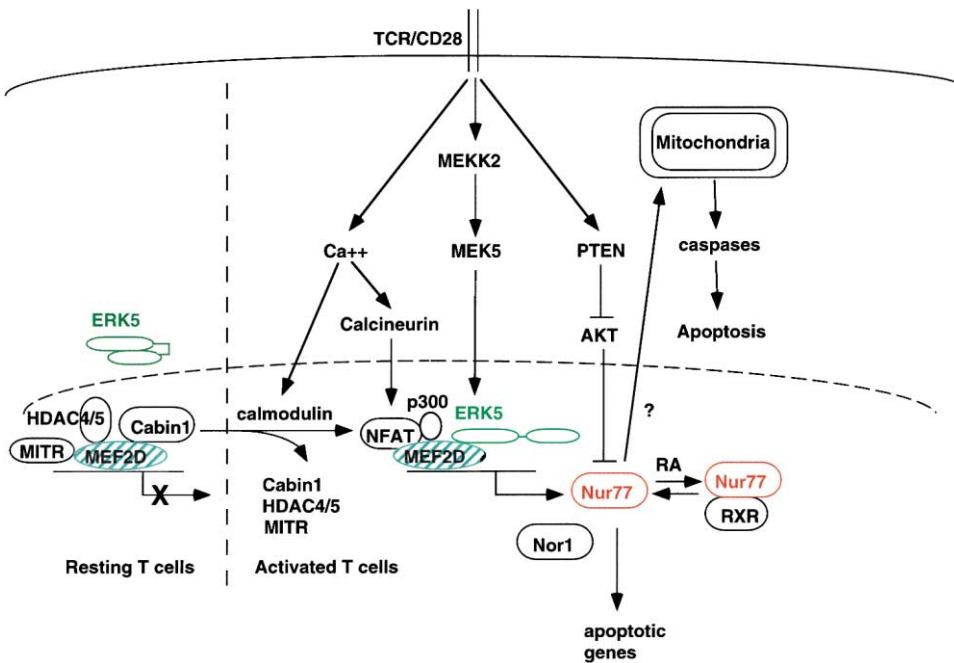 TCR/CD28
Mitochondria
MEKK2
Ca++
MEK5
PTEN
caspases
Calcineurin
AKT
Apoptosis
ERK5
HDAC4/5
Cabin1
MITR
MEF2D
X
calmodulin
p300
ERK5
NFAT
MEF2D
?
RA
Nur77
Nur77
RXR
Cabin1
HDAC4/5
MITR
Nor1
Resting T cells
Activated T cells
apoptotic
genes